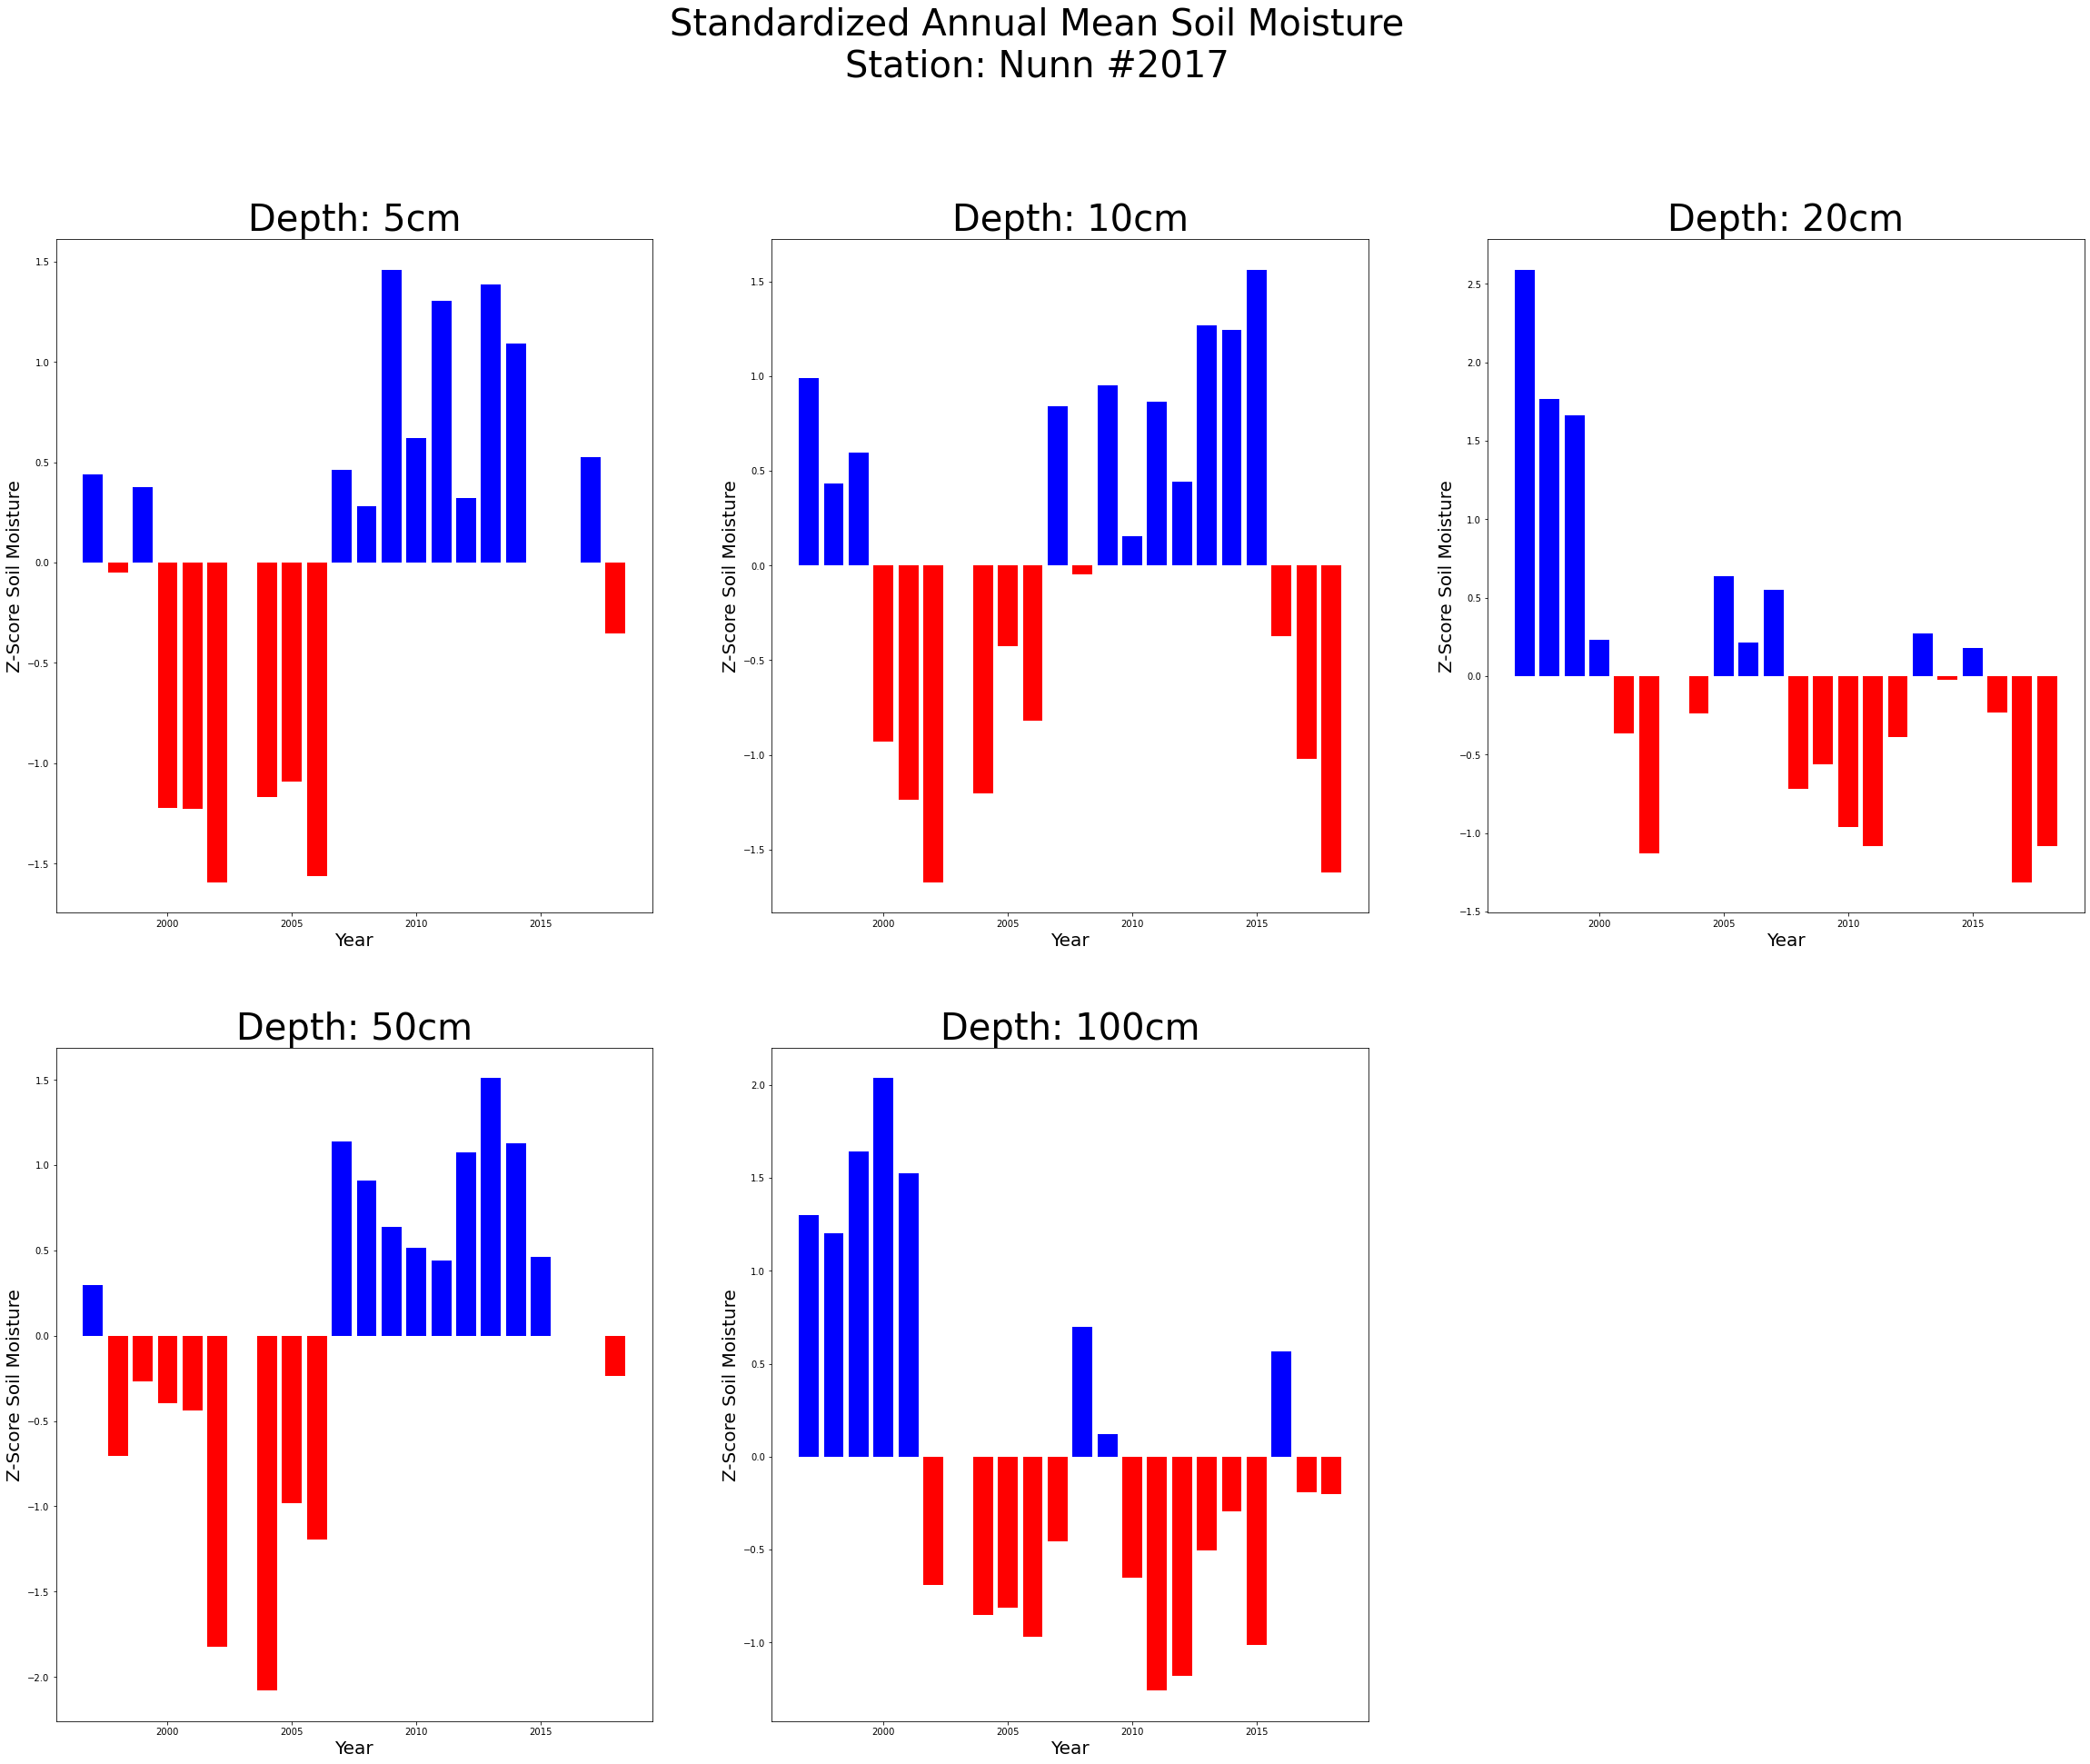 Standardized Annual Mean Soil Moisture
Station: Nunn #2017
Depth: 5cm
1.5
1.0
0.5
0.0
−0.5
−1.0
−1.5
Z-Score Soil Moisture
2000 2005 2010 2015
Year
Depth: 10cm
1.5
1.0
0.5
0.0
−0.5
−1.0
−1.5
Z-Score Soil Moisture
2000 2005 2010 2015
Year
Depth: 20cm
2.5
2.0
1.5
1.0
0.5
0.0
−0.5
−1.0
−1.5
Z-Score Soil Moisture
2000 2005 2010 2015
Year
Depth: 50cm
1.5
1.0
0.5
0.0
−0.5
−1.0
−1.5
−2.0
Z-Score Soil Moisture
2000 2005 2010 2015
Year
Depth: 100cm
2.0
1.5
1.0
0.5
0.0
−0.5
−1.0
Z-Score Soil Moisture
2000 2005 2010 2015
Year